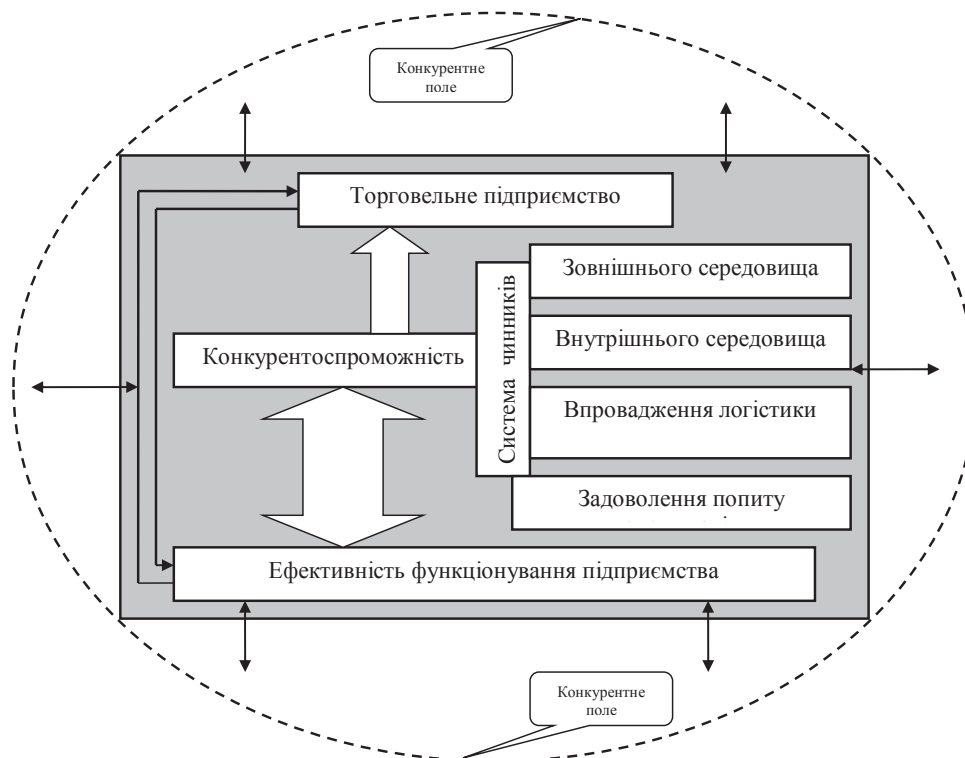 Конкурентне
поле
Торговельне підприємство
Зовнішнього середовища
Система чинників
Внутрішнього середовища
Конкурентоспроможність
Впровадження логістики
Задоволення попиту
Ефективність функціонування підприємства
Конкурентне
поле